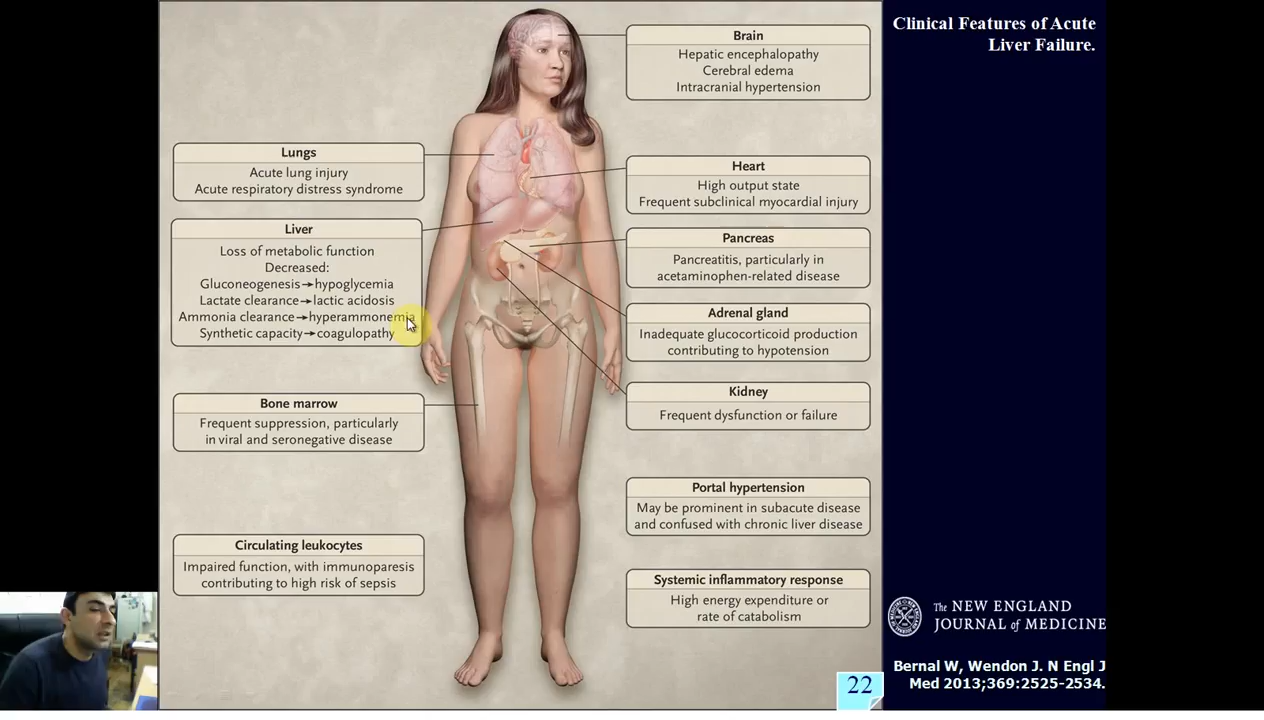 Clinical Features of Acute
Liver Failure.
Brain
Hepatic encephalopathy
Cerebral edema
Intracranial hypertension
Lungs
Acute lung injury
Acute respiratory distress syndrome
Heart
High output state
Frequent subclinical myocardial injury
Liver
Loss of metabolic function
Decreased:
Gluconeogenesis→hypoglycemia
Lactate clearance→lactic acidosis
Ammonia clearance→hyperammonemia
Synthetic capacity→coagulopathy
Pancreas
Pancreatitis, particularly in
acetaminophen-related disease
Adrenal gland
Inadequate glucocorticoid production
contributing to hypotension
Kidney
Frequent dysfunction or failure
Bone marrow
Frequent suppression, particularly
in viral and seronegative disease
Portal hypertension
May be prominent in subacute disease
and confused with chronic liver disease
Circulating leukocytes
Impaired function, with immunoparesis
contributing to high risk of sepsis
Systemic inflammatory response
High energy expenditure or
rate of catabolism
The NEW ENGLAND
JOURNAL of MEDICINE
Bernal W, Wendon J. N Engl J
Med 2013;369:2525-2534.
22